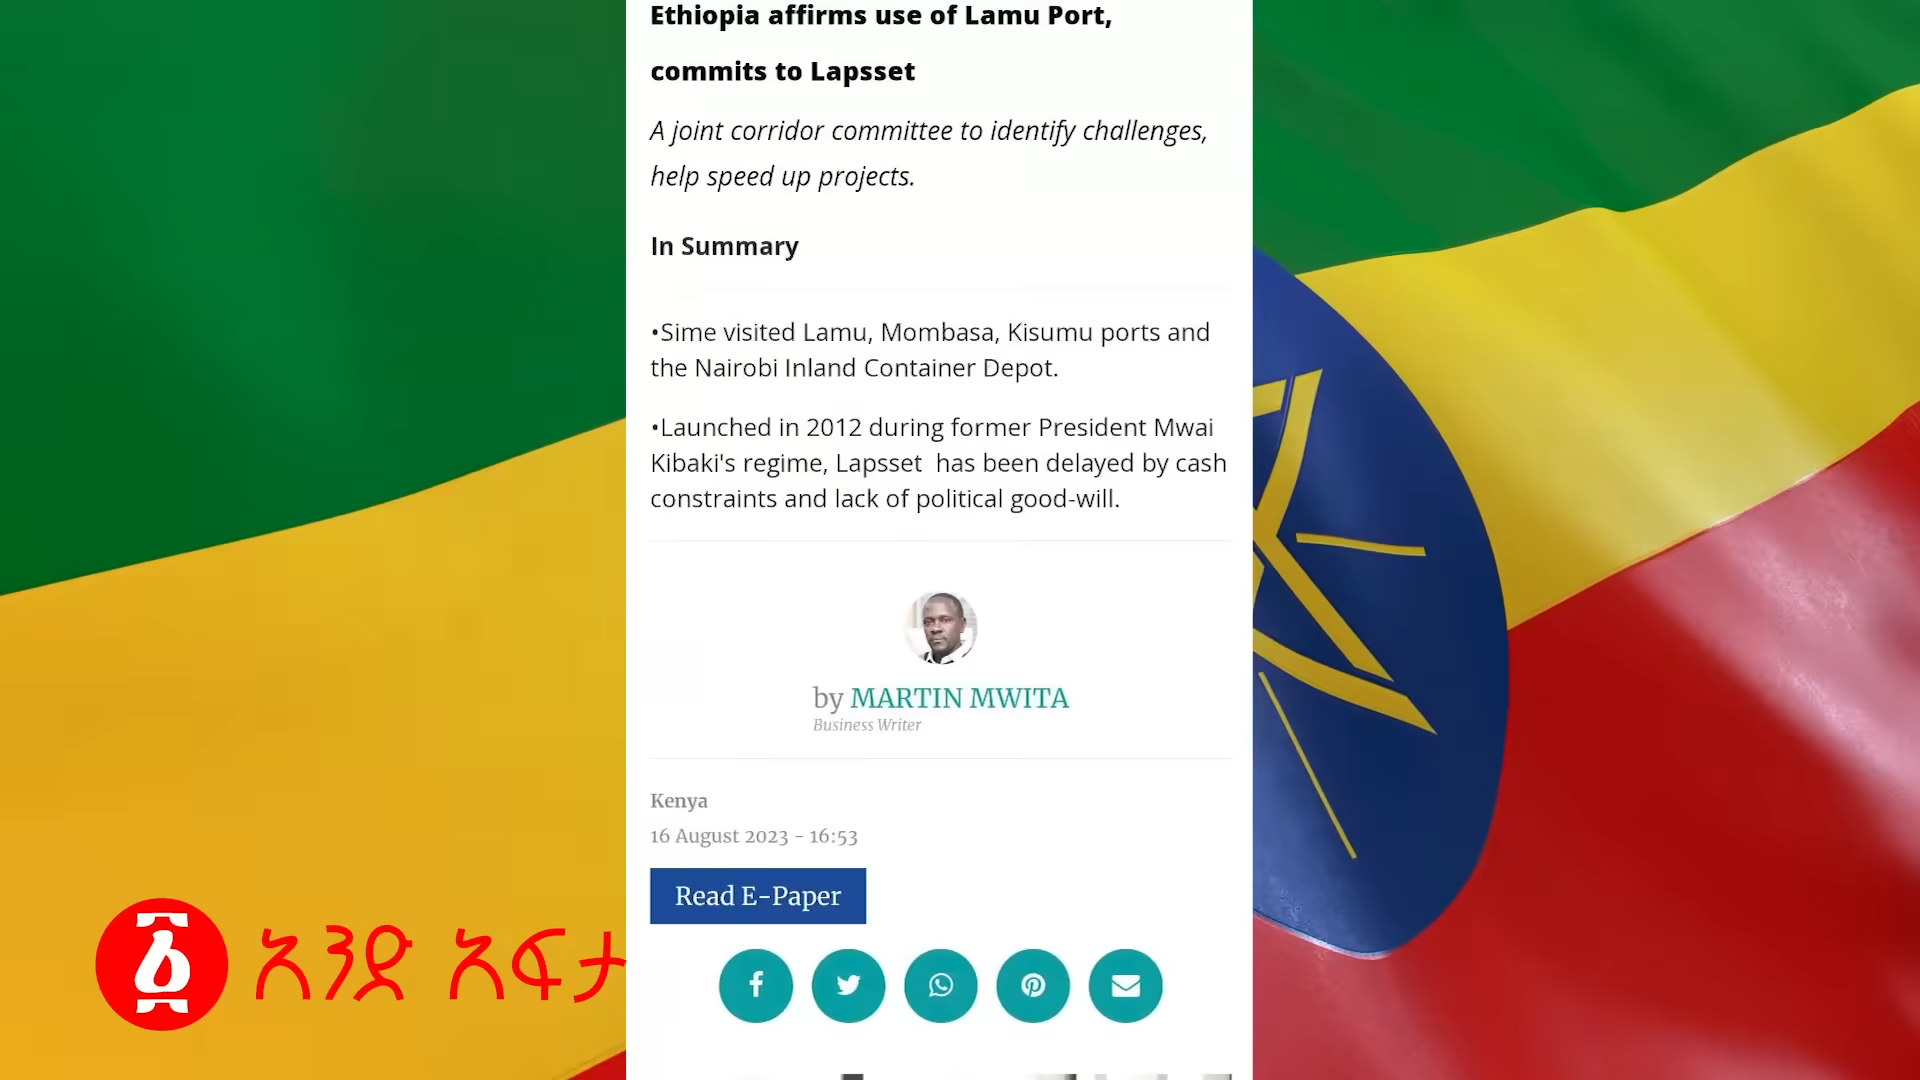 Ethiopia affirms use of Lamu Port,
commits to Lapsset
A joint corridor committee to identify challenges,
help speed up projects.
In Summary
•Sime visited Lamu, Mombasa, Kisumu ports and
the Nairobi Inland Container Depot.
•Launched in 2012 during former President Mwai
Kibaki's regime, Lapsset has been delayed by cash
constraints and lack of political good-will.
by MARTIN MWITA
Business Writer
Kenya
16 August 2023 - 16:53
Read E-Paper
አንድ አፍታ